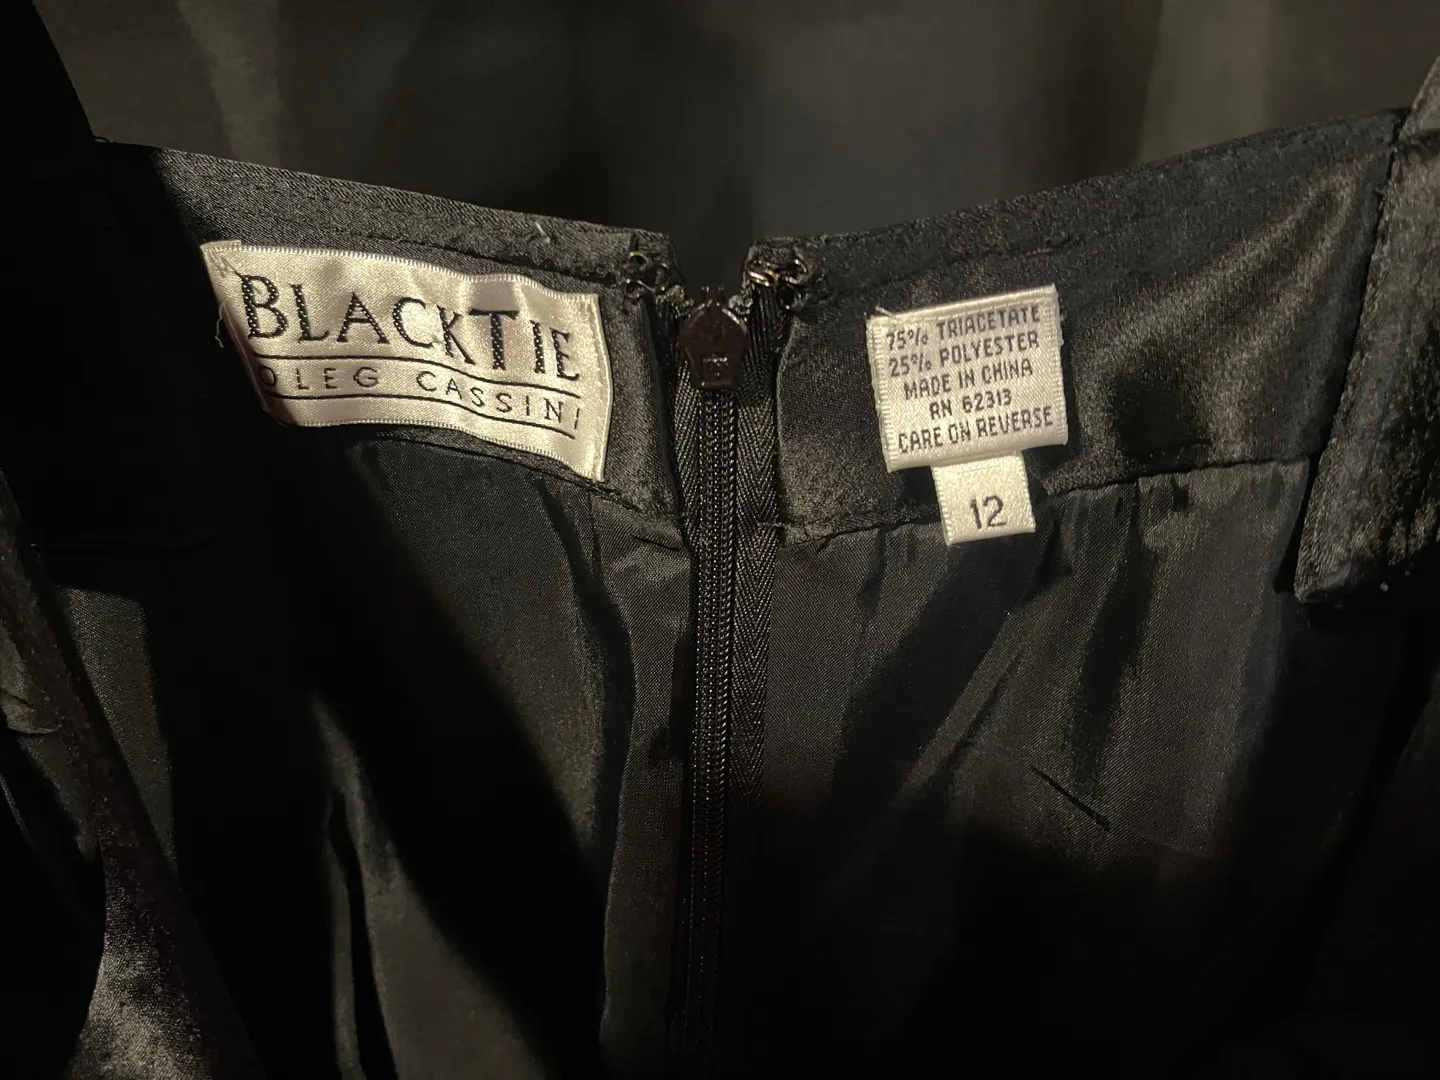 BLACKTIE
OLEG CASSINI
75% TRIACETATE
25% POLYESTER
MADE IN CHINA
RN 62313
CARE ON REVERSE
12